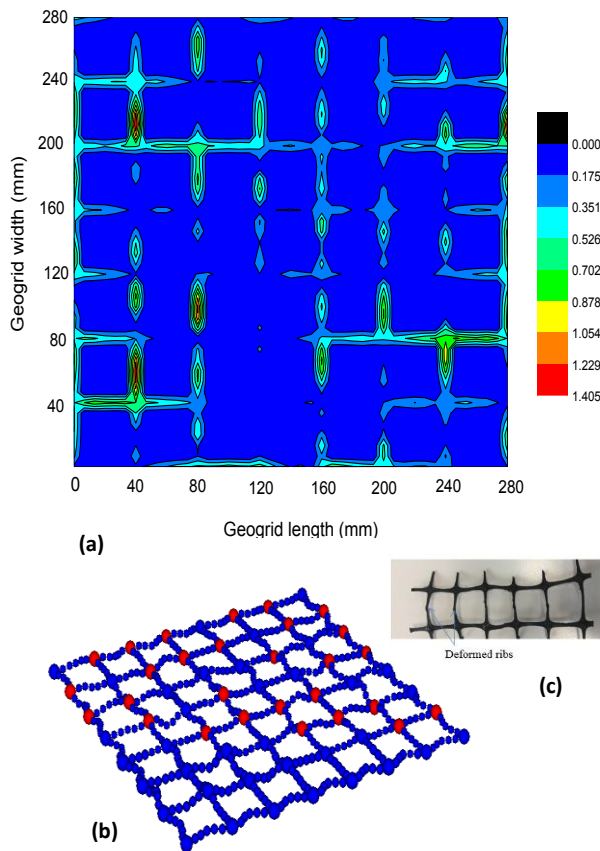 280
240
200
160
120
80
40
Geogrid width (mm)
0 40 80 120 160 200 240 280
Geogrid length (mm)
0.000
0.175
0.351
0.526
0.702
0.878
1.054
1.229
1.405
(a)
Deformed ribs
(c)
(b)